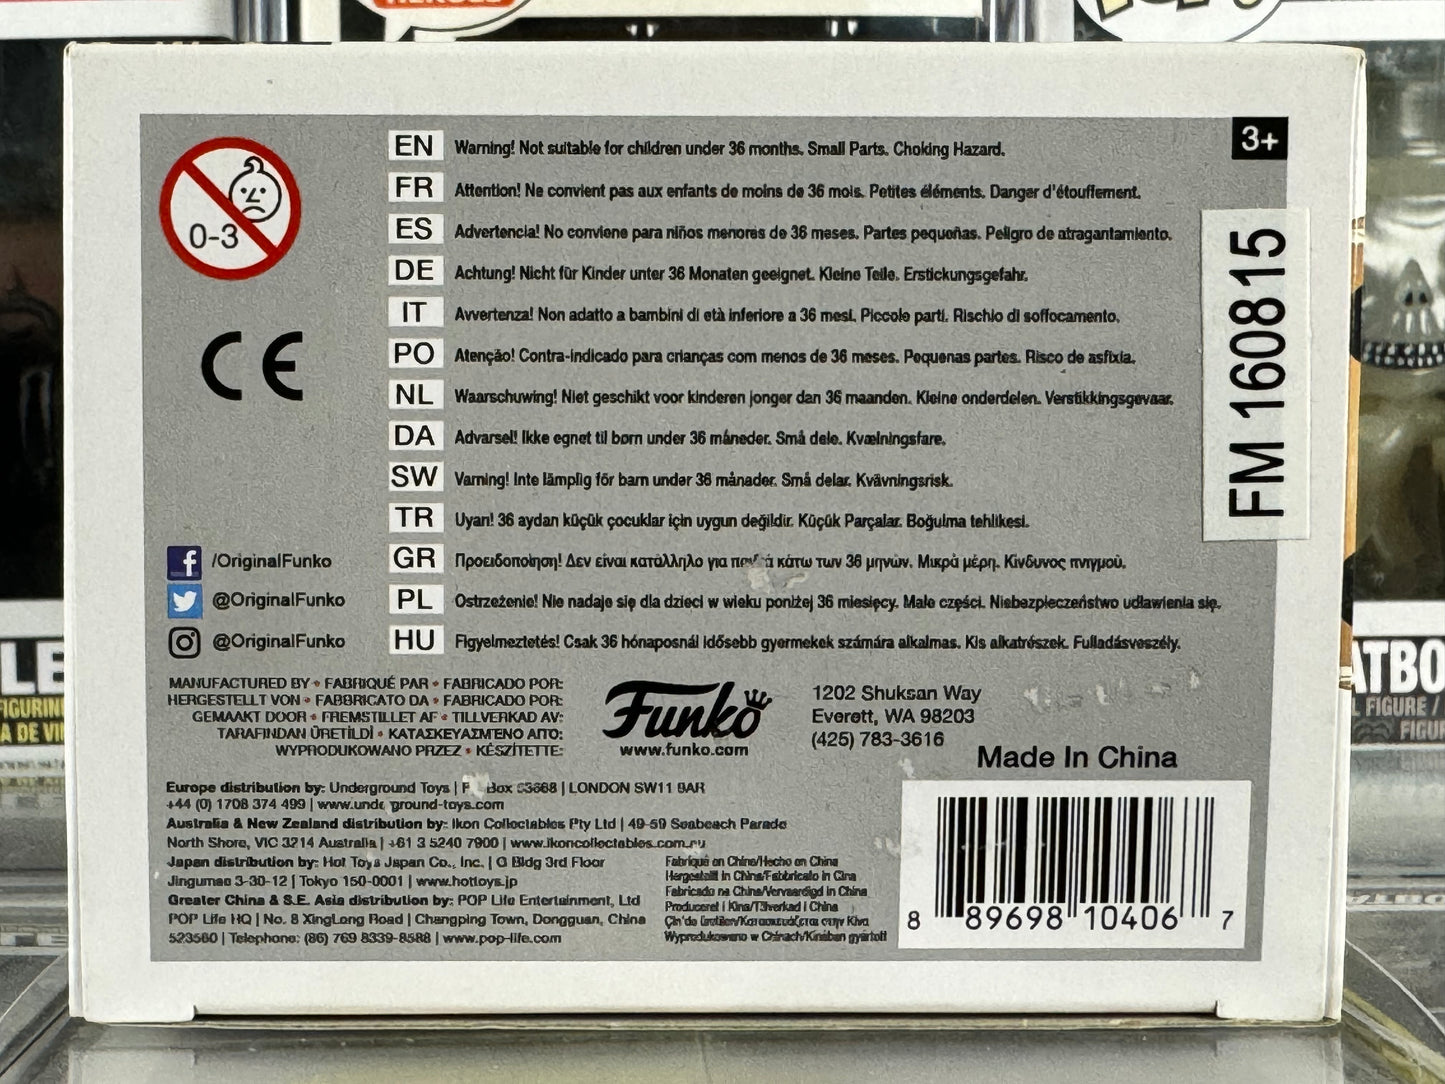 0-3
CE
3+
FM 160815
EN Warning! Not suitable for children under 36 months. Small Parts. Choking Hazard.
FR Attention! Ne convient pas aux enfants de moins de 36 mois. Petites éléments. Danger d'étouffement.
ES Advertencia! No conviene para niños menores de 36 meses. Partes pequeñas. Peligro de atragantamiento.
DE Achtung! Nicht für Kinder unter 36 Monaten geeignet. Kleine Teile. Erstickungsgefahr.
IT Avvertenza! Non adatto a bambini di età inferiore a 36 mesi. Piccole parti. Rischio di soffocamento.
PO Atenção! Contra-indicado para crianças com menos de 36 meses. Pequenas partes. Risco de asfixia.
NL Waarschuwing! Niet geschikt voor kinderen jonger dan 36 maanden. Kleine onderdelen. Verstikkingsgevaar.
DA Advarsel! Ikke egnet til børn under 36 måneder. Små dele. Kvælningsfare.
SW Varning! Inte lämplig för barn under 36 månader. Små delar. Kvävningsrisk.
TR Uyarı! 36 aydan küçük çocuklar için uygun değildir. Küçük Parçalar. Boğulma tehlikesi.
GR Προειδοποίηση! Δεν είναι κατάλληλο για κάτω των 36 μηνών. Μικρά μέρη. Κίνδυνος πνιγμού.
PL Ostrzeżenie! Nie nadaje się dla dzieci w wieku poniżej 36 miesięcy. Małe części. Niebezpieczeństwo udławienia się.
HU Figyelmeztetés! Csak 36 hónaposnál idősebb gyermekek számára alkalmas. Kis alkatrészek. Fulladásveszély.
/OriginalFunko
@OriginalFunko
@OriginalFunko
MANUFACTURED BY • FABRIQUÉ PAR • FABRICADO POR:
HERGESTELLT VON • FABBRICATO DA • FABRICADO POR:
GEMAAKT DOOR • FREMSTILLET AF • TILLVERKAD AV:
TARAFINDAN ÜRETİLDİ • ΚΑΤΑΣΚΕΥΑΣΜΈΝΟ ΑΠΌ:
WYPRODUKOWANO PRZEZ • KÉSZÍTETTE:
Funko
www.funko.com
1202 Shuksan Way
Everett, WA 98203
(425) 783-3616
Made In China
Europe distribution by: Underground Toys | Box 53668 | LONDON SW11 9AR
+44 (0) 1708 374 499 | www.underground-toys.com
Australia & New Zealand distribution by: Ikon Collectables Pty Ltd | 49-59 Seabeach Parade
North Shore, VIC 3214 Australia | +61 3 5240 7900 | www.ikoncollectables.com.au
Japan distribution by: Hot Toys Japan Co., Inc. | G Bldg 3rd Floor
Jingumae 3-30-12 | Tokyo 150-0001 | www.hottoys.jp
Greater China & S.E. Asia distribution by: POP Life Entertainment, Ltd
POP Life HQ | No. 8 XingLong Road | Changping Town, Dongguan, China
523560 | Telephone: (86) 769 8339-8588 | www.pop-life.com
Fabriqué en Chine/Hecho en China
Hergestellt in China/Fabbricato in Cina
Fabricado na China/Vervaardigd in China
Produceret i Kina/Tillverkad i China
Çin'de üretilen/Κατασκευάζεται στην Κίνα
Wyprodukowano w Chinach/Kínában gyártott
8 89698 10406 7